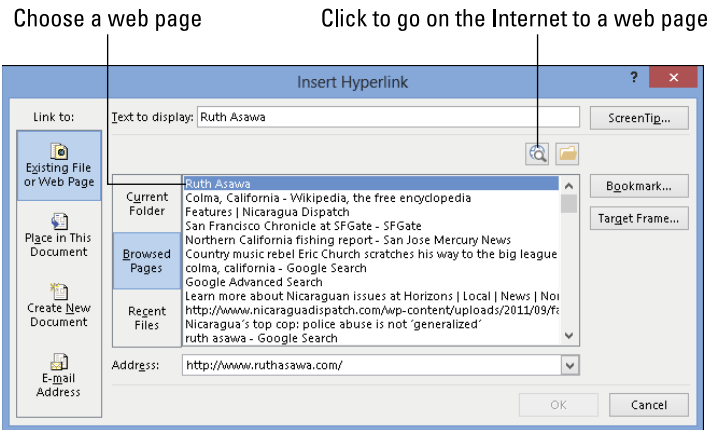 Choose a web page
Click to go on the Internet to a web page
Insert Hyperlink
?
Link to:
Text to display:
Ruth Asawa
ScreenTip...
Existing File
or Web Page
Place in This
Document
Create New
Document
E-mail
Address
Current
Folder
Browsed
Pages
Recent
Files
Ruth Asawa
Colma, California - Wikipedia, the free encyclopedia
Features | Nicaragua Dispatch
San Francisco Chronicle at SFGate - SFGate
Northern California fishing report - San Jose Mercury News
Country music rebel Eric Church scratches his way to the big league
colma, california - Google Search
Google Advanced Search
Learn more about Nicaraguan issues at Horizons | Local | News |
http://www.nicaraguadispatch.com/wp-content/uploads/2011/09/
Nicaragua's top cop: police abuse is not 'generalized'
ruth asawa - Google Search
Bookmark...
Target Frame...
Address:
http://www.ruthasawa.com/
OK
Cancel